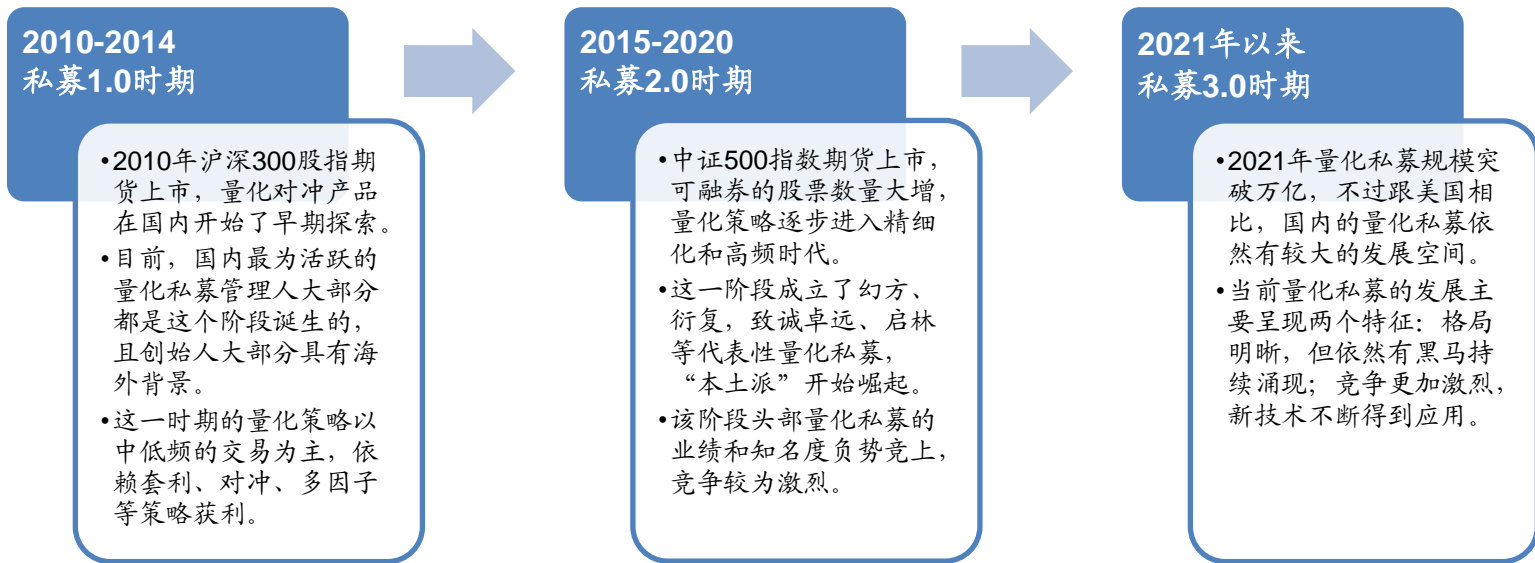 2010-2014
私募1.0时期
•2010年沪深300股指期
货上市，量化对冲产品
在国内开始了早期探索。
•目前，国内最为活跃的
量化私募管理人大部分
都是这个阶段诞生的，
且创始人大部分具有海
外背景。
•这一时期的量化策略以
中低频的交易为主，依
赖套利、对冲、多因子
等策略获利。
2015-2020
私募2.0时期
•中证500指数期货上市，
可融券的股票数量大增，
量化策略逐步进入精细
化和高频时代。
•这一阶段成立了幻方、
衍复，致诚卓远、启林
等代表性量化私募，
“本土派”开始崛起。
•该阶段头部量化私募的
业绩和知名度负势竞上，
竞争较为激烈。
2021年以来
私募3.0时期
•2021年量化私募规模突
破万亿，不过跟美国相
比，国内的量化私募依
然有较大的发展空间。
•当前量化私募的发展主
要呈现两个特征：格局
明晰，但依然有黑马持
续涌现；竞争更加激烈，
新技术不断得到应用。